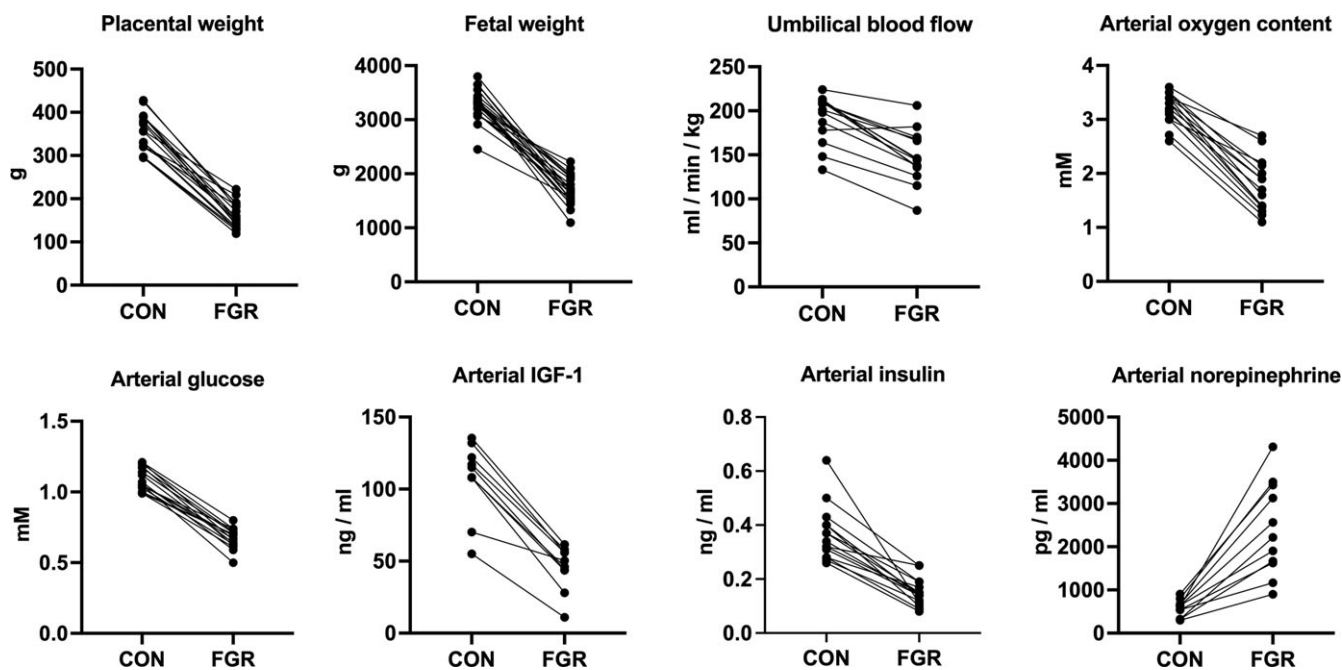 Placental weight
500
400
300
200
100
0
g
CON FGR
Fetal weight
4000
3000
2000
1000
0
g
CON FGR
Umbilical blood flow
250
200
150
100
50
0
ml / min / kg
CON FGR
Arterial oxygen content
4
3
2
1
0
mM
CON FGR
Arterial glucose
1.5
1.0
0.5
0.0
mM
CON FGR
Arterial IGF-1
150
100
50
0
ng / ml
CON FGR
Arterial insulin
0.8
0.6
0.4
0.2
0.0
ng / ml
CON FGR
Arterial norepinephrine
5000
4000
3000
2000
1000
0
pg / ml
CON FGR